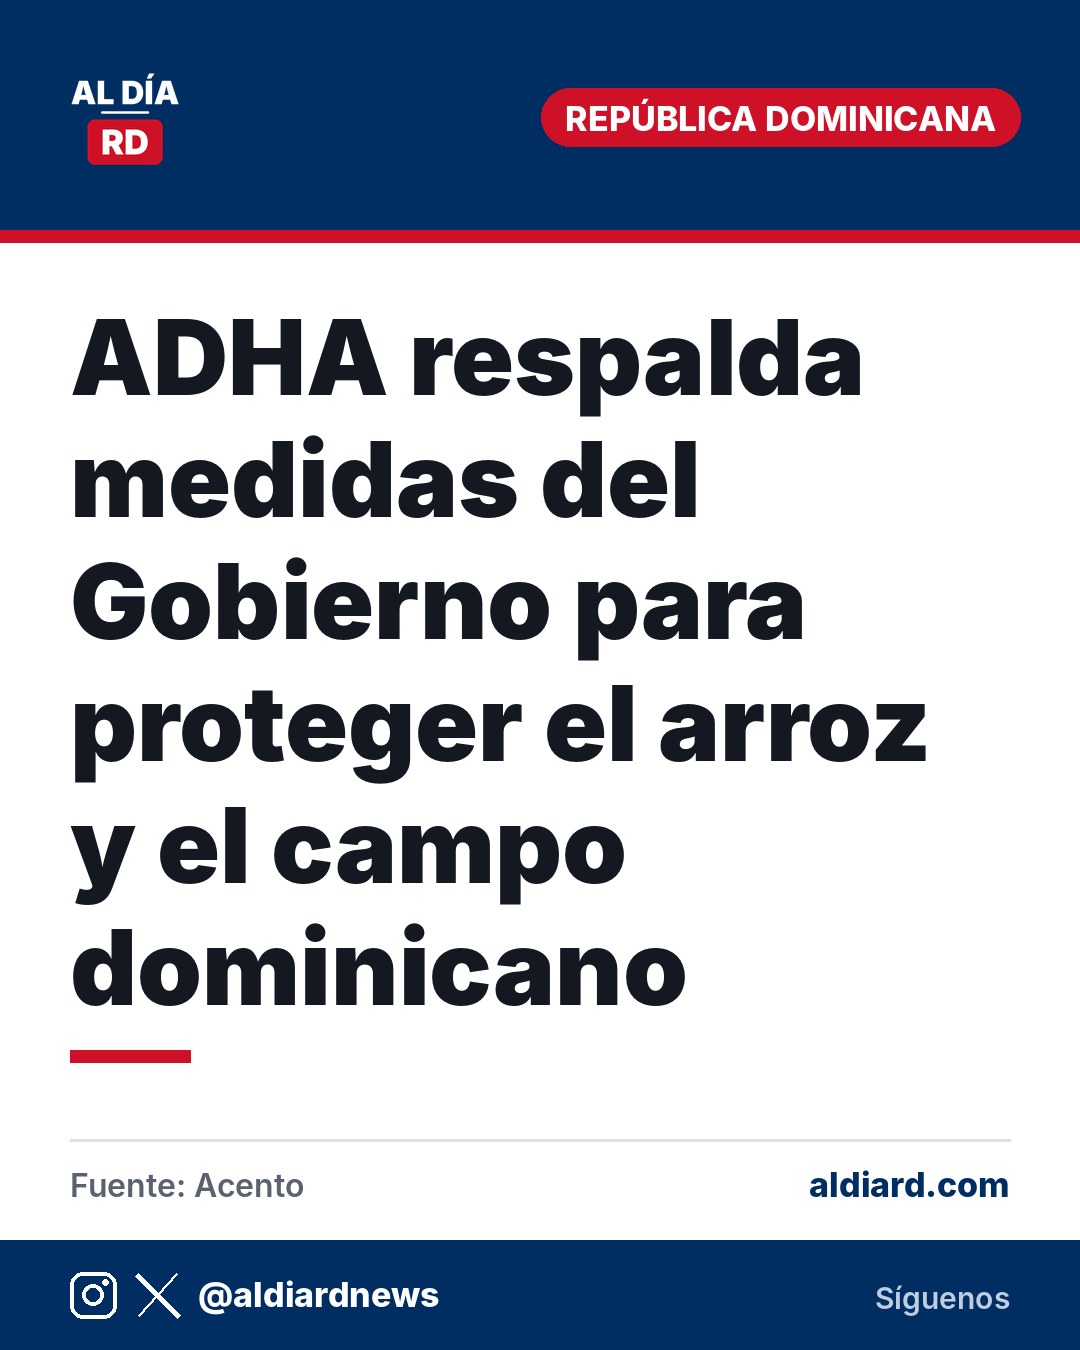 AL DÍA
RD
REPÚBLICA DOMINICANA
ADHA respalda
medidas del
Gobierno para
proteger el arroz
y el campo
dominicano
Fuente: Acento
aldiard.com
@aldiardnews
Síguenos